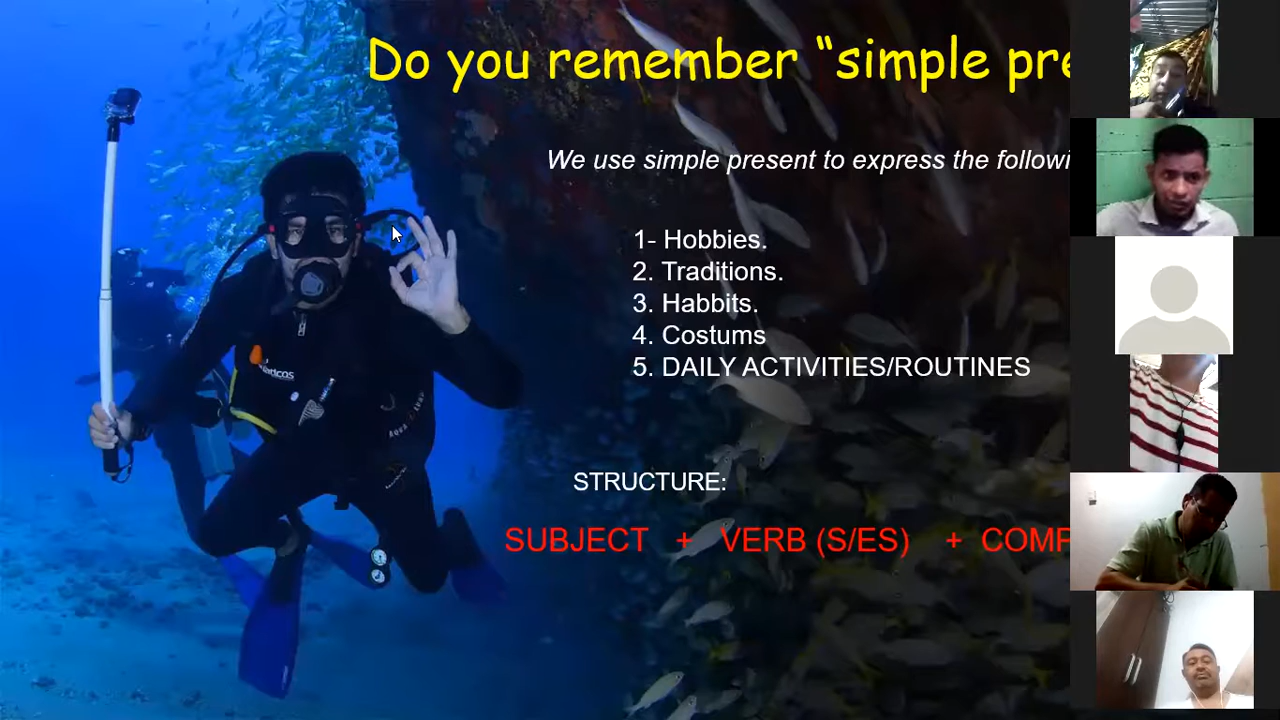 Do you remember “simple pre
We use simple present to express the followi
1- Hobbies.
2. Traditions.
3. Habbits.
4. Costums
5. DAILY ACTIVITIES/ROUTINES
STRUCTURE:
SUBJECT + VERB (S/ES) + COMP